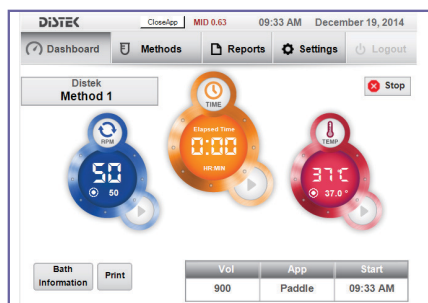 DiSTEK CloseApp MID 0.63 09:33 AM December 19, 2014
Dashboard Methods Reports Settings Logout
Distek
Method 1
Stop
TIME
Elapsed Time
0:00
HR:MIN
RPM
50
50
TEMP
37℃
37.0 °
Bath
Information
Print
Vol App Start
900 Paddle 09:33 AM